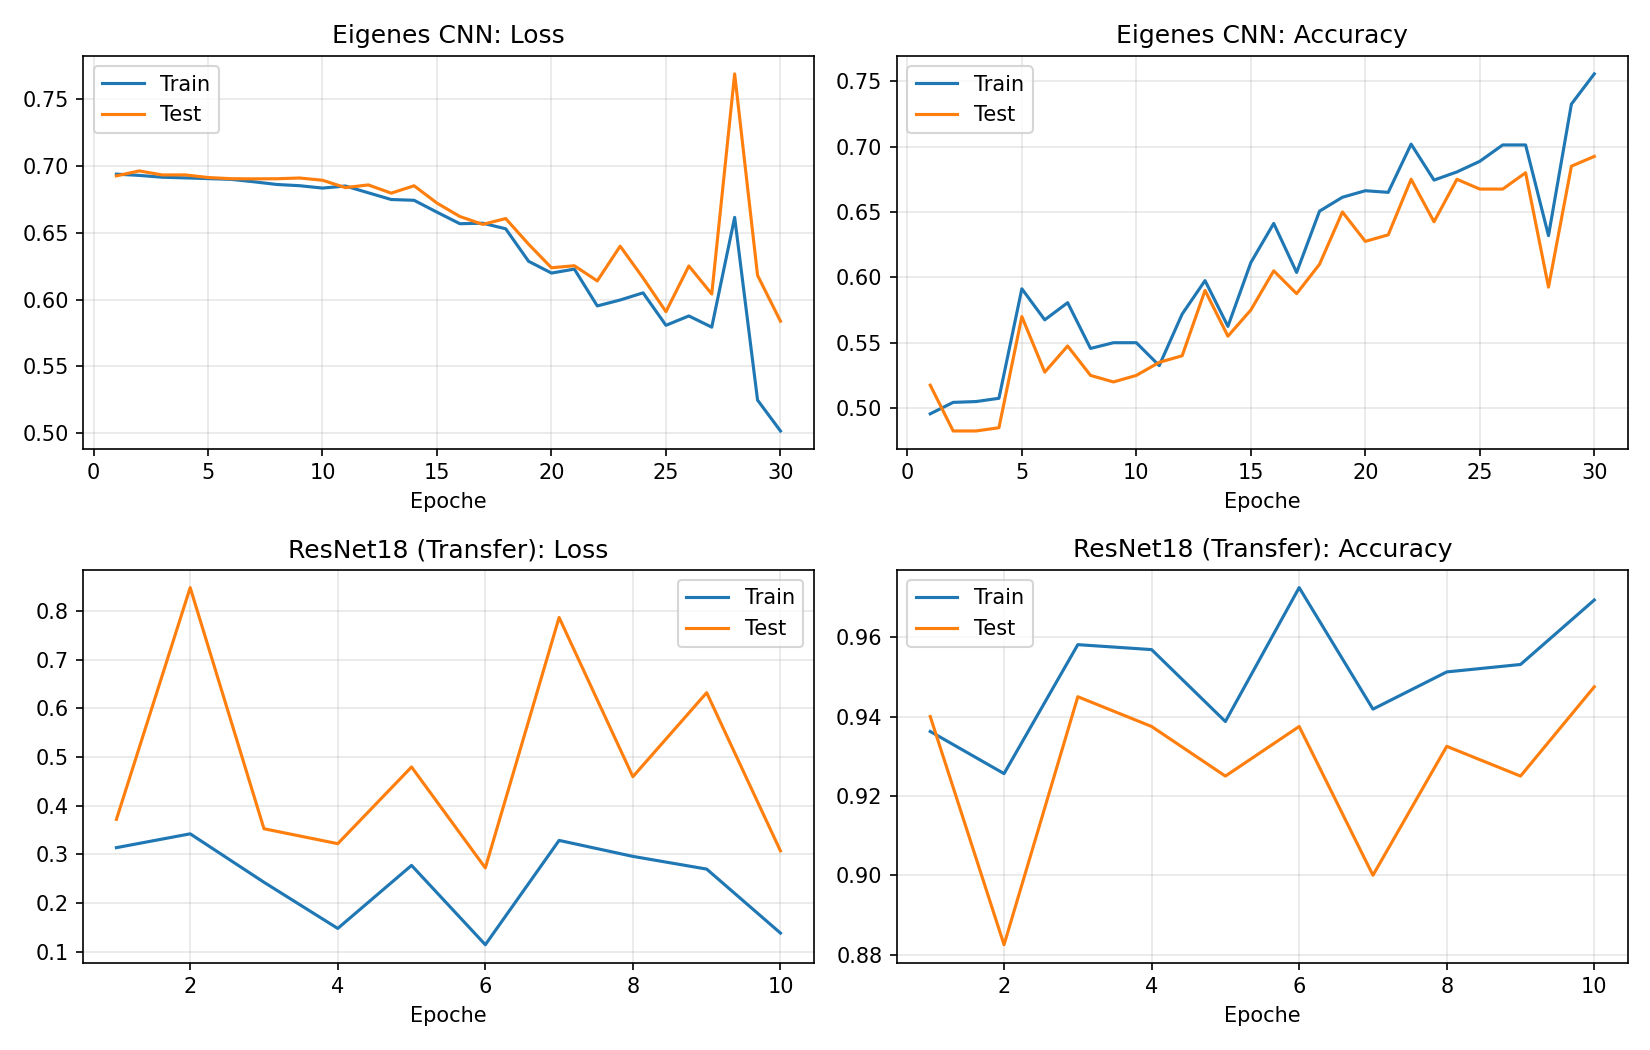 Eigenes CNN: Loss
Train
Test
0.75
0.70
0.65
0.60
0.55
0.50
0 5 10 15 20 25 30
Epoche
Eigenes CNN: Accuracy
Train
Test
0.75
0.70
0.65
0.60
0.55
0.50
0 5 10 15 20 25 30
Epoche
ResNet18 (Transfer): Loss
Train
Test
0.8
0.7
0.6
0.5
0.4
0.3
0.2
0.1
2 4 6 8 10
Epoche
ResNet18 (Transfer): Accuracy
Train
Test
0.96
0.94
0.92
0.90
0.88
2 4 6 8 10
Epoche